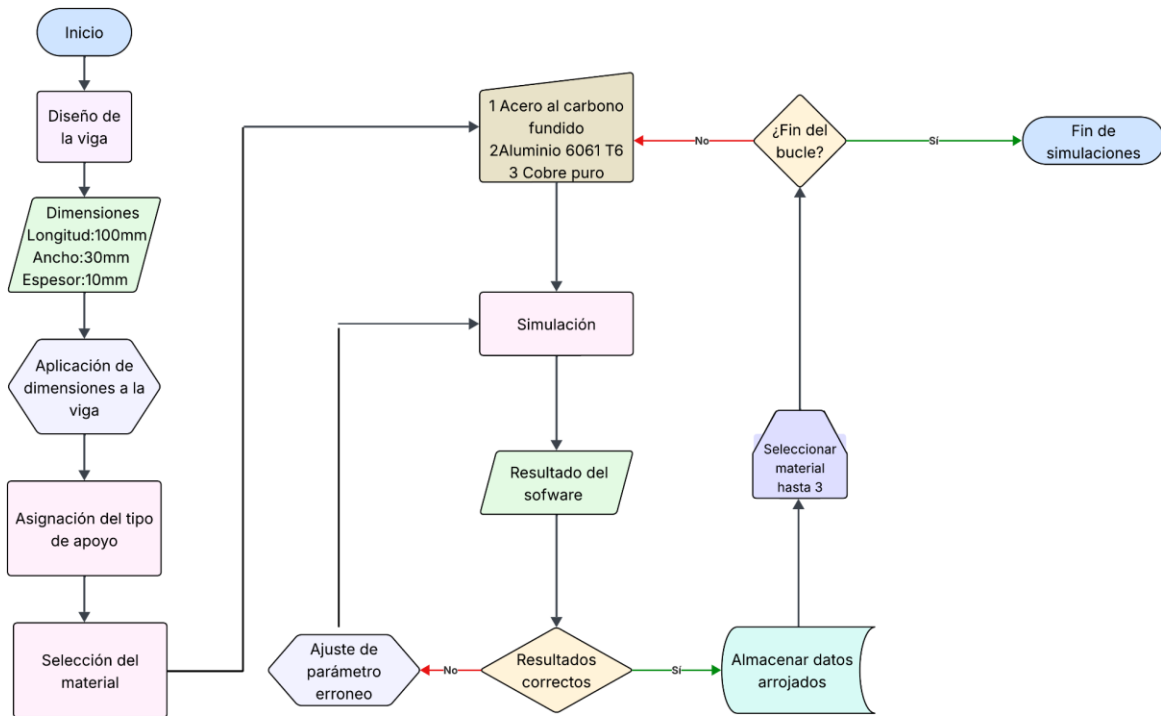 Inicio
Diseño de
la viga
Dimensiones
Longitud:100mm
Ancho:30mm
Espesor:10mm
Aplicación de
dimensiones a la
viga
Asignación del tipo
de apoyo
Selección del
material
1 Acero al carbono
fundido
2Aluminio 6061 T6
3 Cobre puro
Simulación
Resultado del
sofware
Resultados
correctos
No
Ajuste de
parámetro
erroneo
Sí
Almacenar datos
arrojados
Seleccionar
material
hasta 3
¿Fin del
bucle?
No
Sí
Fin de
simulaciones